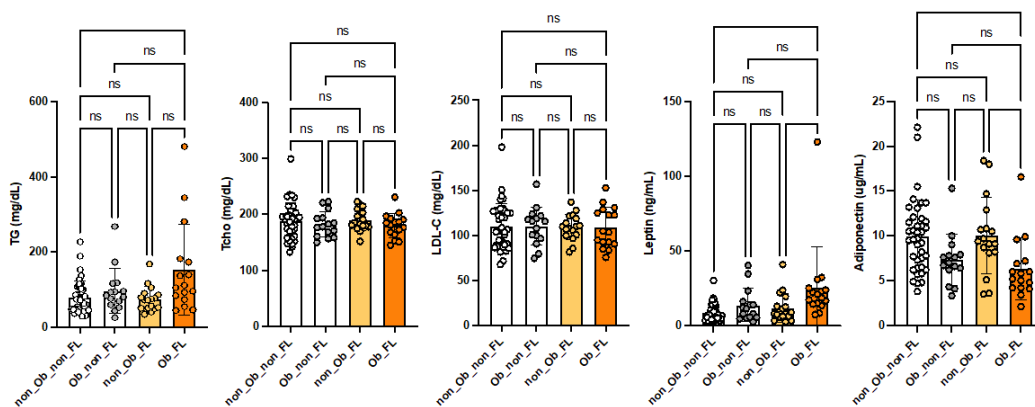 ns
ns
ns ns ns
600
400
200
0
TG (mg/dL)
non_Ob_non_FL
Ob_non_FL
non_Ob_FL
Ob_FL
ns
ns
ns
ns ns ns
400
300
200
100
0
Tcho (mg/dL)
non_Ob_non_FL
Ob_non_FL
non_Ob_FL
Ob_FL
ns
ns
ns
ns ns ns
250
200
150
100
50
0
LDL-C (mg/dL)
non_Ob_non_FL
Ob_non_FL
non_Ob_FL
Ob_FL
ns
ns
ns ns
150
100
50
0
Leptin (ng/mL)
non_Ob_non_FL
Ob_non_FL
non_Ob_FL
Ob_FL
ns
ns
ns ns
25
20
15
10
5
0
Adiponectin (ug/mL)
non_Ob_non_FL
Ob_non_FL
non_Ob_FL
Ob_FL